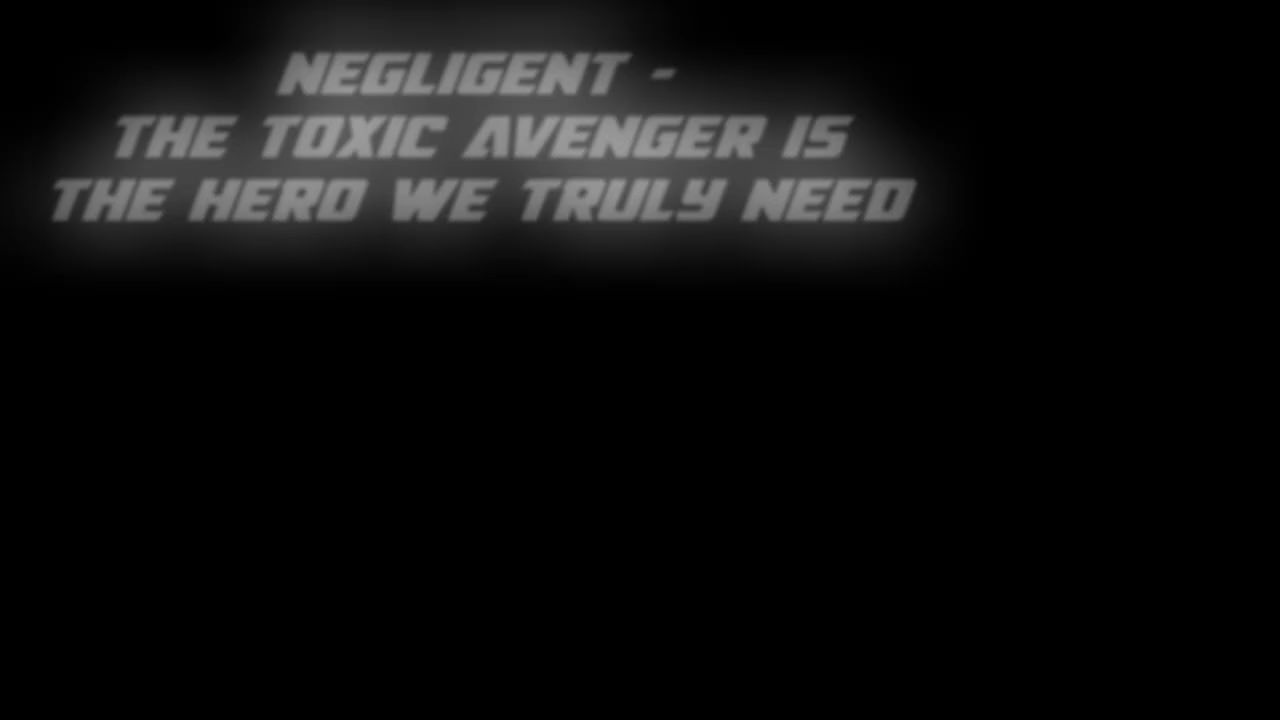 NEGLIGENT -
THE TOXIC AVENGER IS
THE HERO WE TRULY NEED